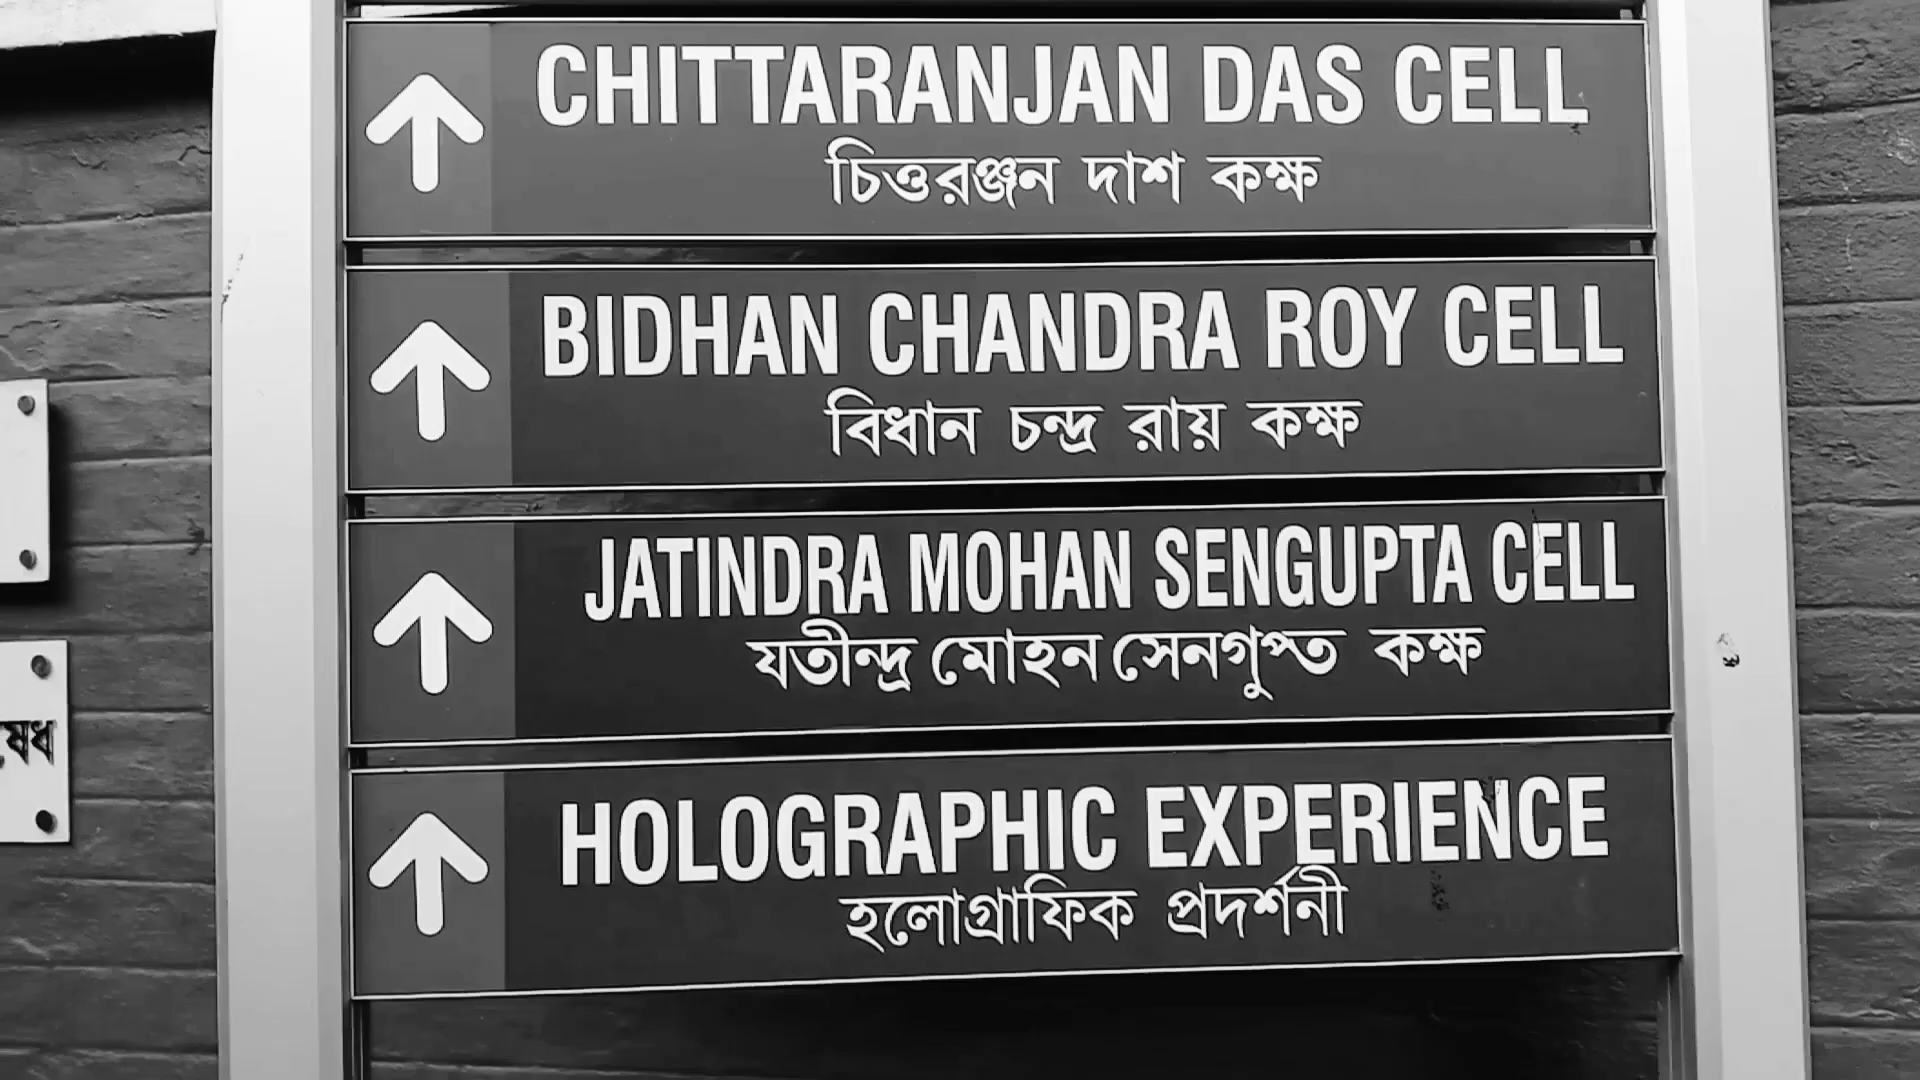 CHITTARANJAN DAS CELL
চিত্তরঞ্জন দাশ কক্ষ
BIDHAN CHANDRA ROY CELL
বিধান চন্দ্র রায় কক্ষ
JATINDRA MOHAN SENGUPTA CELL
যতীন্দ্র মোহন সেনগুপ্ত কক্ষ
HOLOGRAPHIC EXPERIENCE
হলোগ্রাফিক প্রদর্শনী